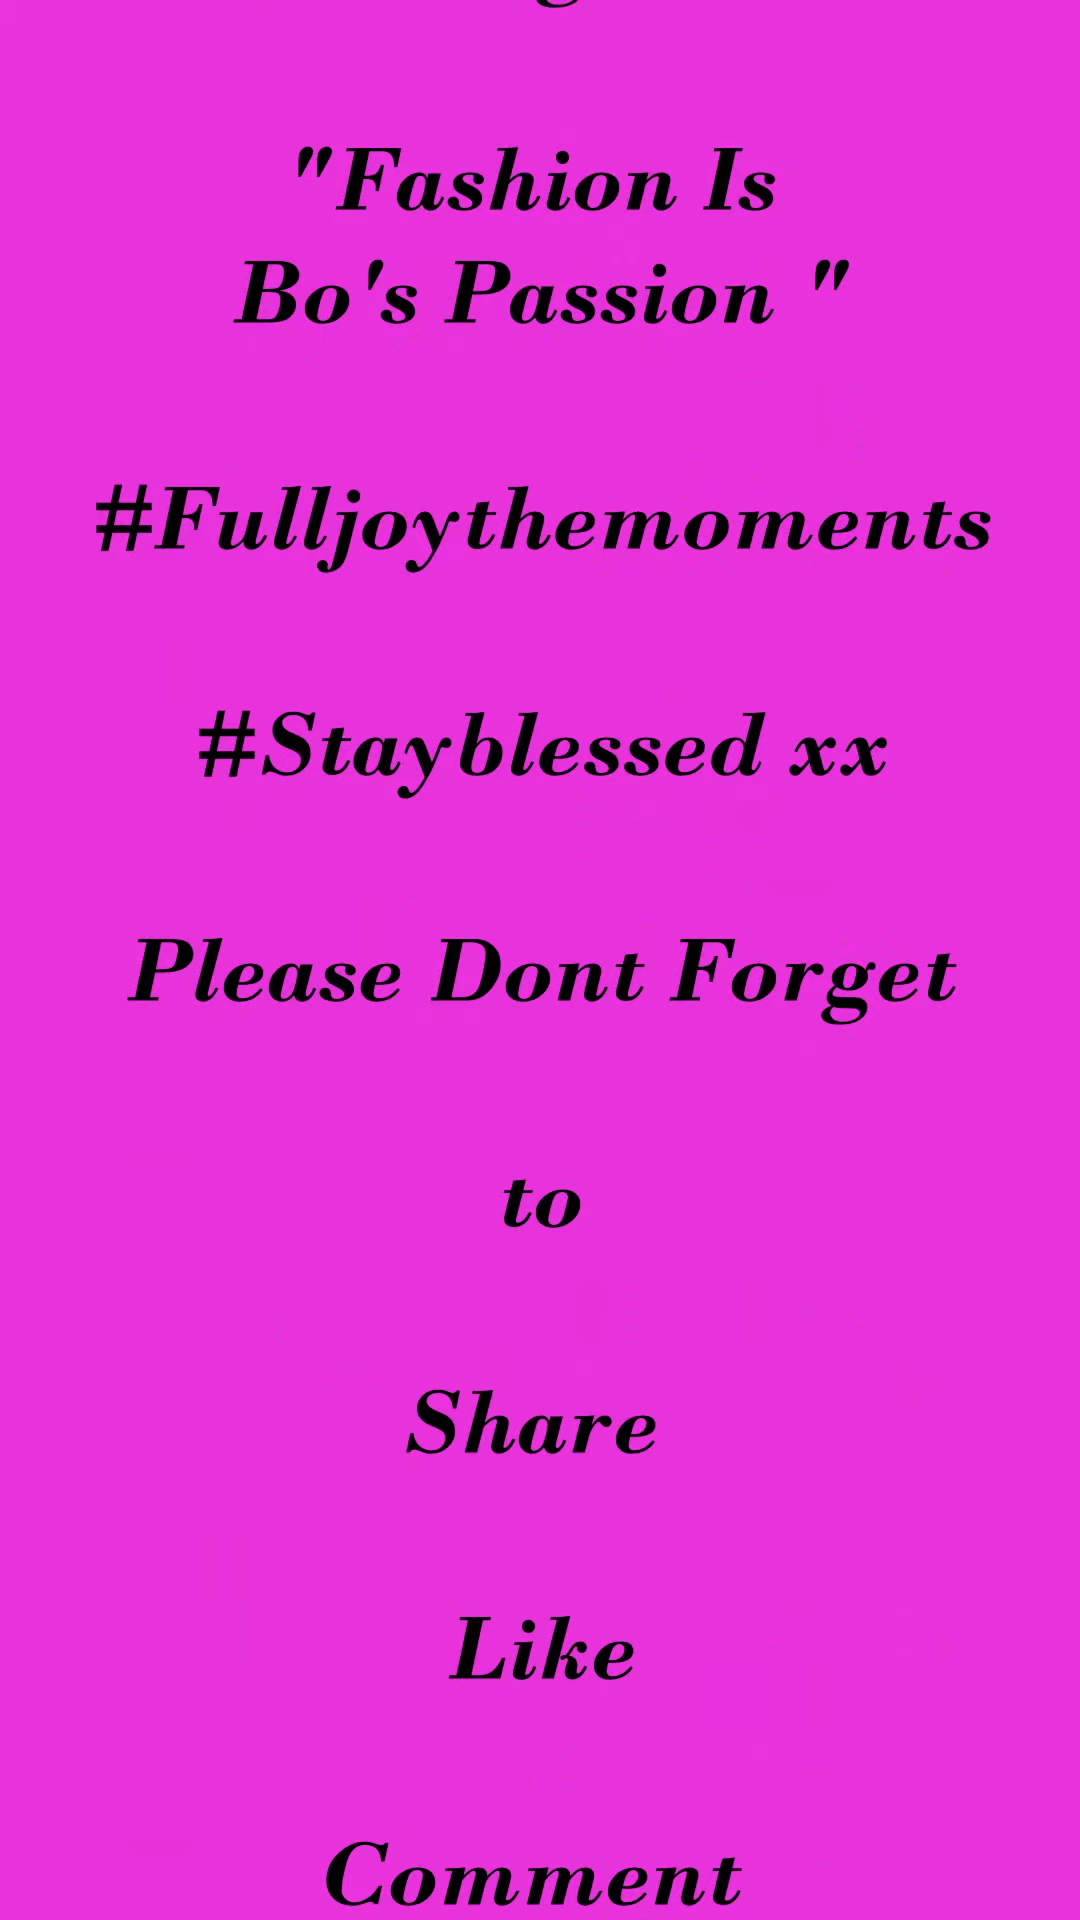 "Fashion Is
Bo's Passion "
#Fulljoythemoments
#Stayblessed xx
Please Dont Forget
to
Share
Like
Comment